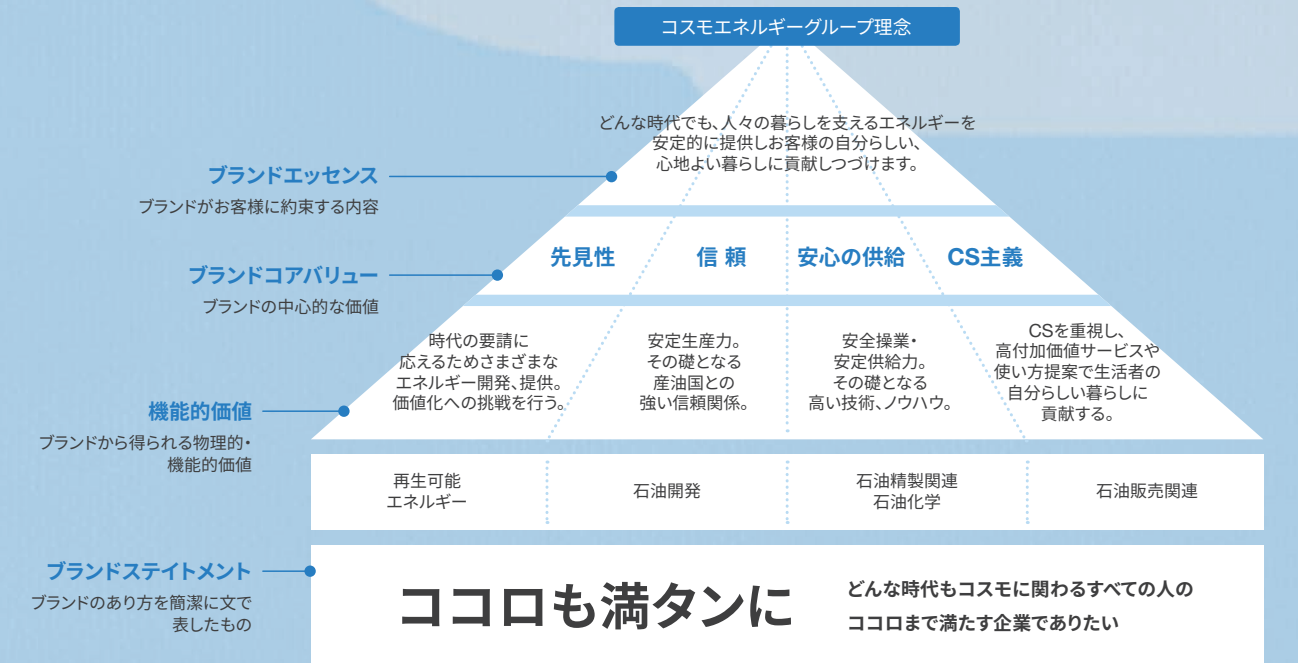 コスモエネルギーグループ理念
どんな時代でも、人々の暮らしを支えるエネルギーを
安定的に提供しお客様の自分らしい、
心地よい暮らしに貢献しつづけます。
ブランドエッセンス
ブランドがお客様に約束する内容
先見性
信頼
安心の供給
CS主義
ブランドコアバリュー
ブランドの中心的な価値
時代の要請に
応えるためさまざまな
エネルギー開発、提供。
価値化への挑戦を行う。
安定生産力。
その礎となる
産油国との
強い信頼関係。
安全操業・
安定供給力。
その礎となる
高い技術、ノウハウ。
CSを重視し、
高付加価値サービスや
使い方提案で生活者の
自分らしい暮らしに
貢献する。
機能的価値
ブランドから得られる物理的・
機能的価値
再生可能
エネルギー
石油開発
石油精製関連
石油化学
石油販売関連
ブランドステイトメント
ブランドのあり方を簡潔に文で
表したもの
ココロも満タンに
どんな時代もコスモに関わるすべての人の
ココロまで満たす企業でありたい